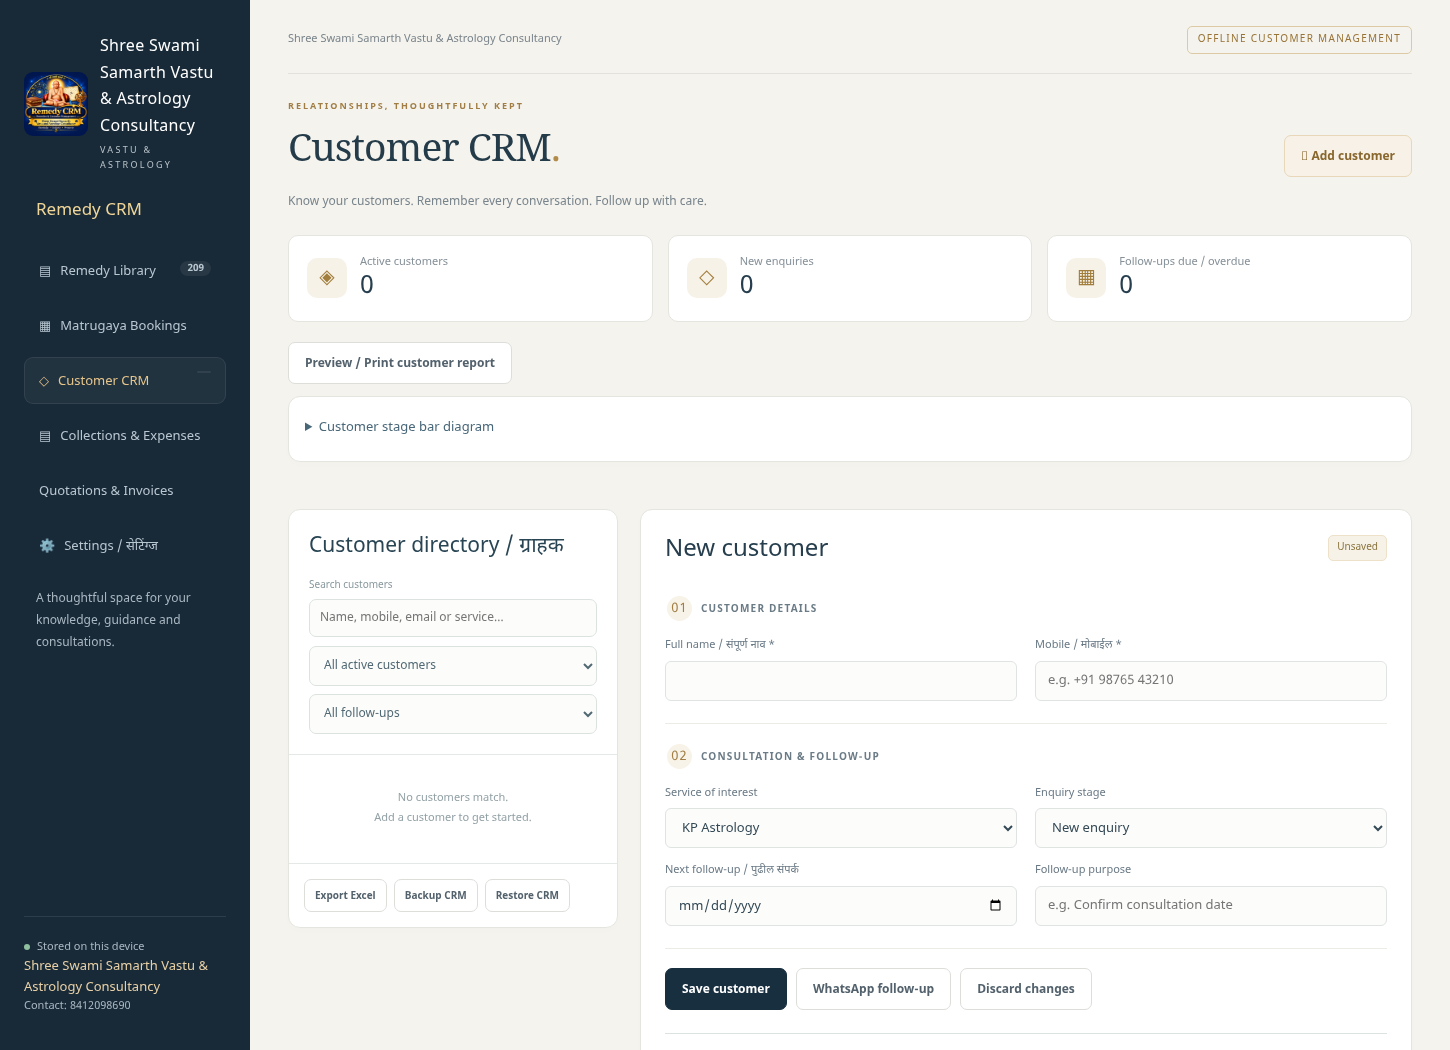 Shree Swami
Samarth Vastu
& Astrology
Consultancy
VASTU &
ASTROLOGY
Remedy CRM
Remedy CRM
Remedy Library 209
Matrugaya Bookings
Customer CRM
Collections & Expenses
Quotations & Invoices
Settings / सेटिंग्ज
A thoughtful space for your
knowledge, guidance and
consultations.
Stored on this device
Shree Swami Samarth Vastu &
Astrology Consultancy
Contact: 8412098690
Shree Swami Samarth Vastu & Astrology Consultancy
OFFLINE CUSTOMER MANAGEMENT
RELATIONSHIPS, THOUGHTFULLY KEPT
Customer CRM.
Add customer
Know your customers. Remember every conversation. Follow up with care.
Active customers
0
New enquiries
0
Follow-ups due / overdue
0
Preview / Print customer report
Customer stage bar diagram
Customer directory / ग्राहक
Search customers
Name, mobile, email or service...
All active customers
All follow-ups
No customers match.
Add a customer to get started.
Export Excel
Backup CRM
Restore CRM
New customer
Unsaved
01 CUSTOMER DETAILS
Full name / संपूर्ण नाव *
Mobile / मोबाईल *
e.g. +91 98765 43210
02 CONSULTATION & FOLLOW-UP
Service of interest
Enquiry stage
KP Astrology
New enquiry
Next follow-up / पुढील संपर्क
Follow-up purpose
mm/dd/yyyy
e.g. Confirm consultation date
Save customer
WhatsApp follow-up
Discard changes